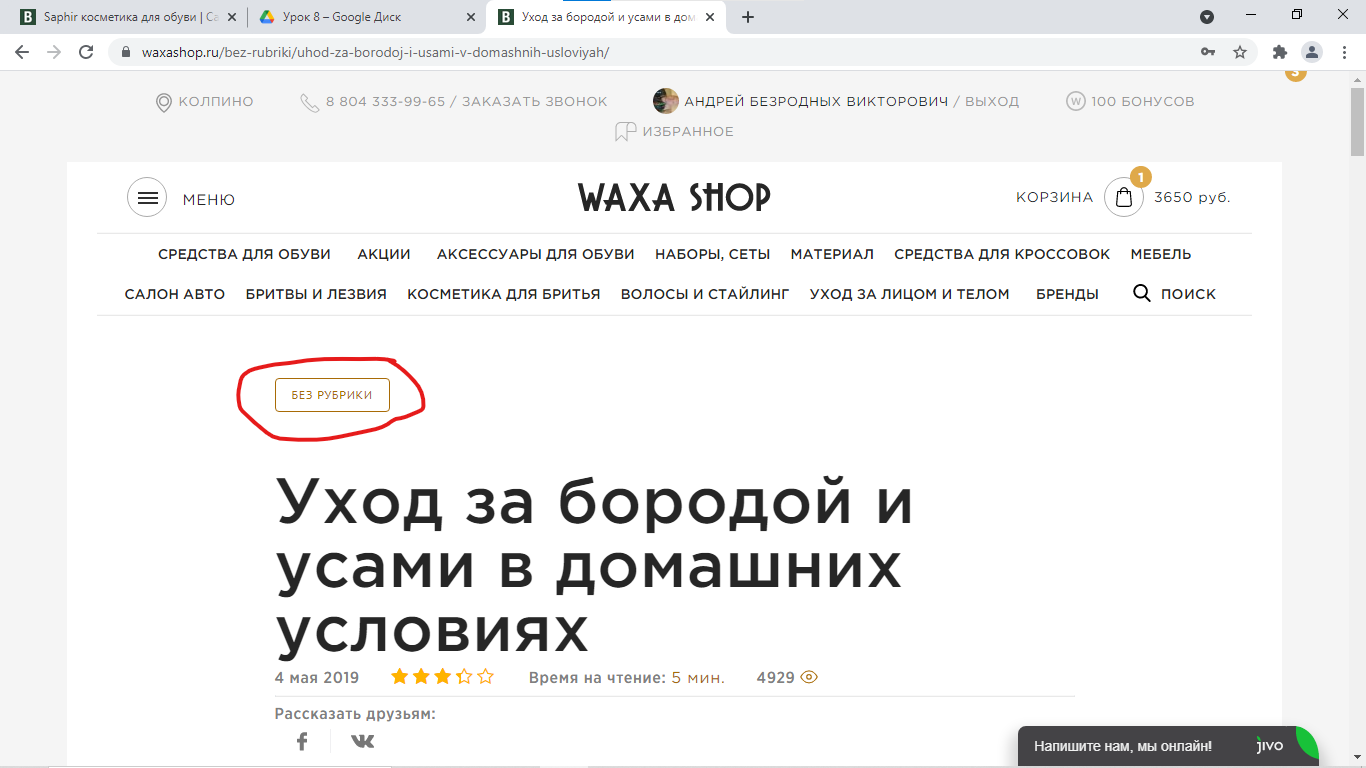 Saphir косметика для обуви | Са
Урок 8 – Google Диск
Уход за бородой и усами в дом
waxashop.ru/bez-rubriki/uhod-za-borodoj-i-usami-v-domashnih-usloviyah/
КОЛПИНО
8 804 333-99-65 / ЗАКАЗАТЬ ЗВОНОК
АНДРЕЙ БЕЗРОДНЫХ ВИКТОРОВИЧ / ВЫХОД
W 100 БОНУСОВ
ИЗБРАННОЕ
МЕНЮ
WAXA SHOP
КОРЗИНА
1
3650 руб.
СРЕДСТВА ДЛЯ ОБУВИ АКЦИИ АКСЕССУАРЫ ДЛЯ ОБУВИ НАБОРЫ, СЕТЫ МАТЕРИАЛ СРЕДСТВА ДЛЯ КРОССОВОК МЕБЕЛЬ
САЛОН АВТО БРИТВЫ И ЛЕЗВИЯ КОСМЕТИКА ДЛЯ БРИТЬЯ ВОЛОСЫ И СТАЙЛИНГ УХОД ЗА ЛИЦОМ И ТЕЛОМ БРЕНДЫ ПОИСК
БЕЗ РУБРИКИ
Уход за бородой и
усами в домашних
условиях
4 мая 2019 Время на чтение: 5 мин. 4929
Рассказать друзьям:
Напишите нам, мы онлайн! jivo